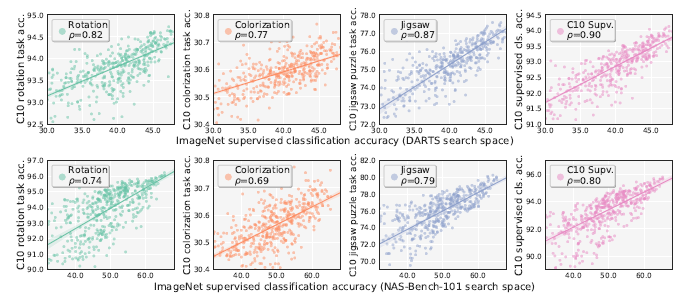 95.0 30.8 78.0 94.5
Rotation Colorization Jigsaw C10 Supv.
ρ=0.82 ρ=0.77 ρ=0.87 ρ=0.90
C10 rotation task acc.
94.5
94.0
93.5
93.0
92.5
C10 colorization task acc.
30.7
30.6
30.5
30.4
C10 jigsaw puzzle task acc.
77.0
76.0
75.0
74.0
73.0
72.0
C10 supervised cls. acc.
94.0
93.5
93.0
92.5
92.0
91.5
91.0
30.0 35.0 40.0 45.0 30.0 35.0 40.0 45.0 30.0 35.0 40.0 45.0 30.0 35.0 40.0 45.0
ImageNet supervised classification accuracy (DARTS search space)
97.0 30.8 82.0
Rotation Colorization Jigsaw C10 Supv.
ρ=0.74 ρ=0.69 ρ=0.79 ρ=0.80
C10 rotation task acc.
96.0
95.0
94.0
93.0
92.0
91.0
90.0
C10 colorization task acc.
30.7
30.6
30.5
30.4
C10 jigsaw puzzle task acc.
80.0
78.0
76.0
74.0
72.0
70.0
C10 supervised cls. acc.
96.0
94.0
92.0
90.0
40.0 50.0 60.0 40.0 50.0 60.0 40.0 50.0 60.0 40.0 50.0 60.0
ImageNet supervised classification accuracy (NAS-Bench-101 search space)